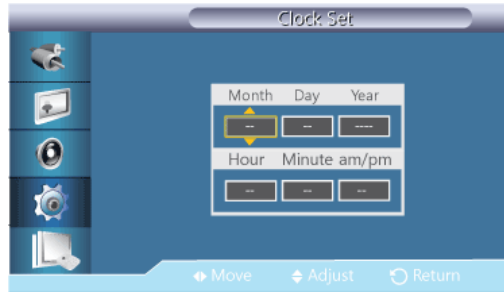 Clock Set
Month Day Year
-- -- ----
Hour Minute am/pm
-- -- --
Move Adjust Return